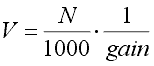 V = N/1000 · 1/gain